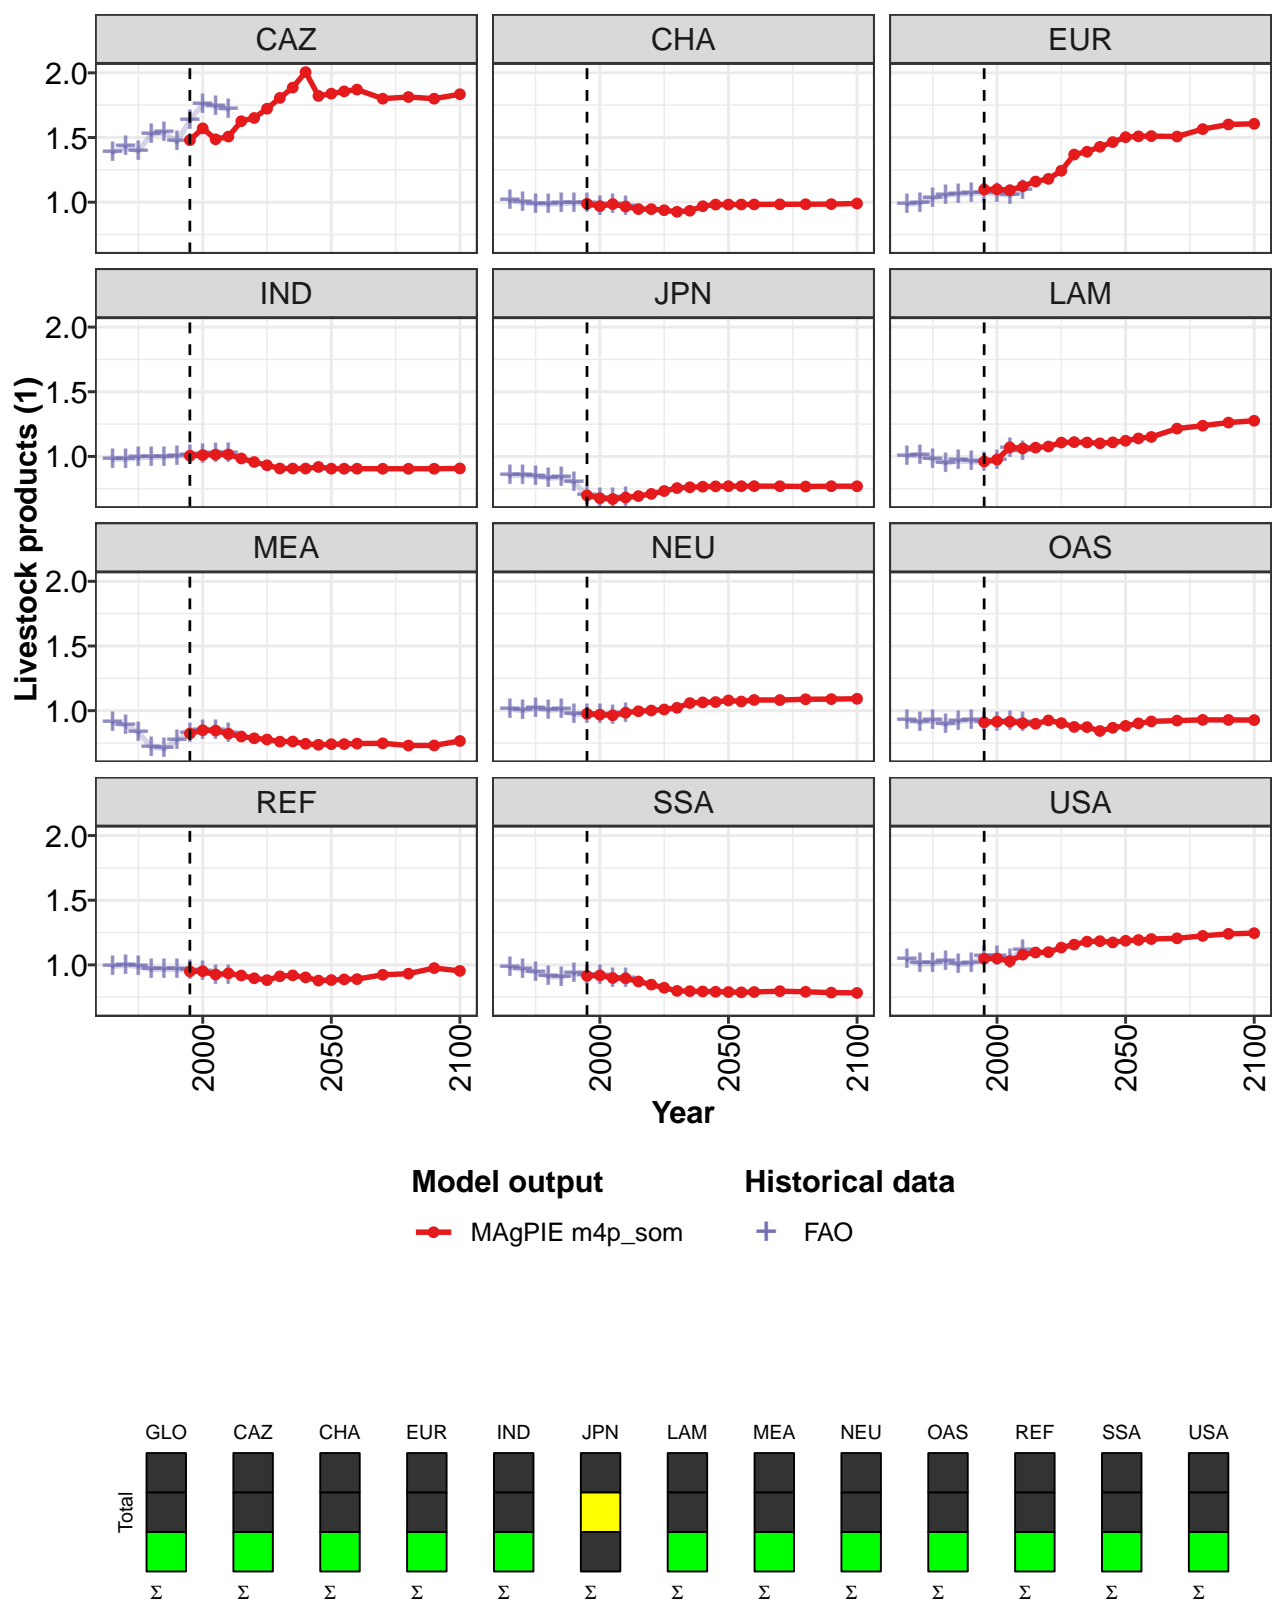 CAZ CHA EUR
2.0
1.5
1.0
IND JPN LAM
2.0
1.5
1.0
MEA NEU OAS
2.0
1.5
1.0
REF SSA USA
2.0
1.5
1.0
Livestock products (1)
2000 2050 2100 2000 2050 2100 2000 2050 2100
Year
Model output Historical data
MAgPIE m4p_som FAO
GLO CAZ CHA EUR IND JPN LAM MEA NEU OAS REF SSA USA
Total
Σ Σ Σ Σ Σ Σ Σ Σ Σ Σ Σ Σ Σ